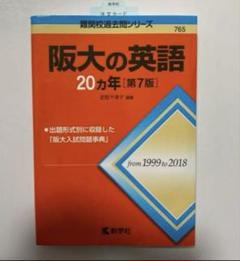 難関校過去問シリーズ
765
阪大の英語
20カ年[第7版]
●出題形式別に収録した
「阪大入試問題事典」
from 1999 to 2018
教学社